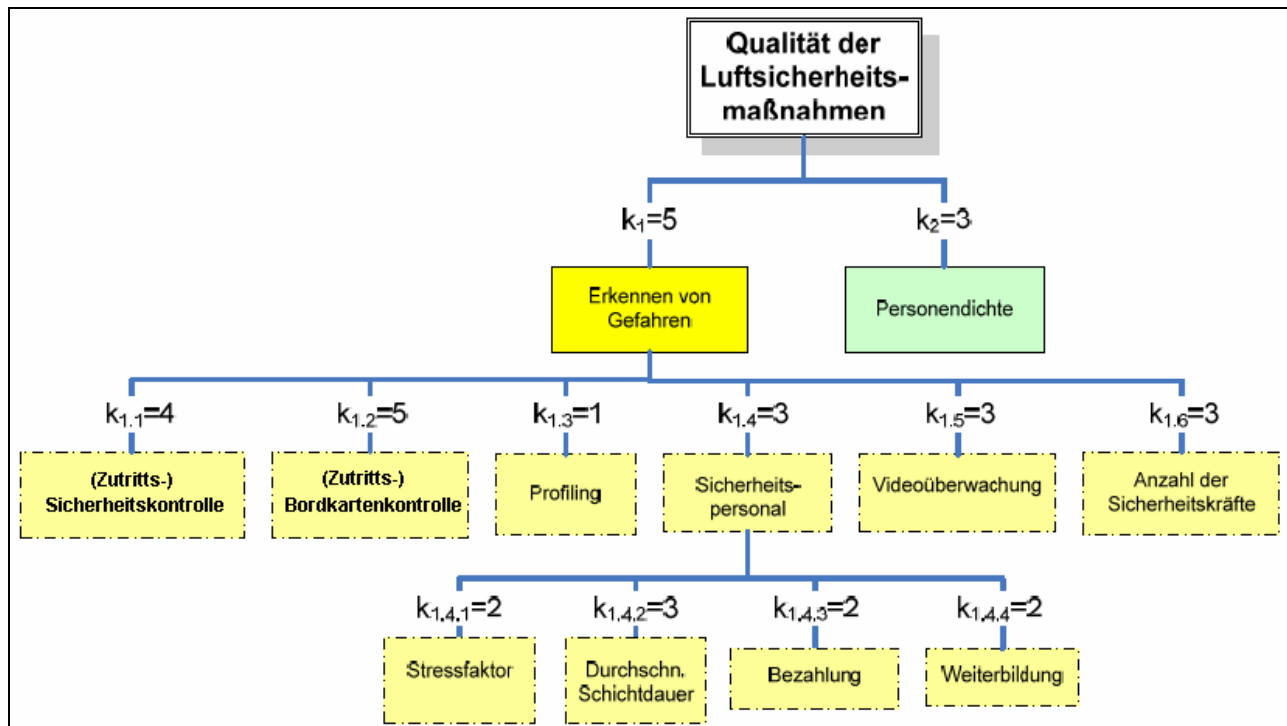 Qualität der
Luftsicherheits-
maßnahmen
k1=5
k2=3
Erkennen von
Gefahren
Personendichte
k1.1=4
k1.2=5
k1.3=1
k1.4=3
k1.5=3
k1.6=3
(Zutritts-)
Sicherheitskontrolle
(Zutritts-)
Bordkartenkontrolle
Profiling
Sicherheits-
personal
Videoüberwachung
Anzahl der
Sicherheitskräfte
k1.4.1=2
k1.4.2=3
k1.4.3=2
k1.4.4=2
Stressfaktor
Durchschn.
Schichtdauer
Bezahlung
Weiterbildung